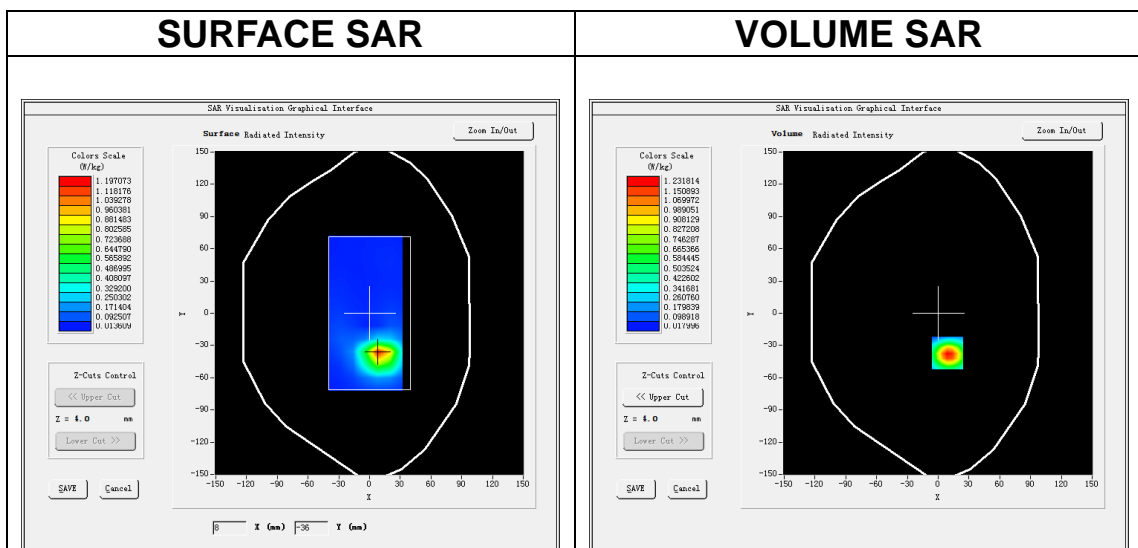 SURFACE SAR
VOLUME SAR
SAR Visualisation Graphical Interface
Surface Radiated Intensity
Zoom In/Out
Colors Scale
(W/kg)
1.197073
1.118176
1.039278
0.960381
0.881483
0.802585
0.723688
0.644790
0.565892
0.486995
0.408097
0.329200
0.250302
0.171404
0.092507
0.013609
Z-Cuts Control
<< Upper Cut
Z = 4.0 mm
Lower Cut >>
SAVE Cancel
150
120
90
60
30
0
-30
-60
-90
-120
-150
Y
-150 -120 -90 -60 -30 0 30 60 90 120 150
X
8 X (mm) -36 Y (mm)
SAR Visualisation Graphical Interface
Volume Radiated Intensity
Zoom In/Out
Colors Scale
(W/kg)
1.231814
1.150893
1.069972
0.989051
0.908129
0.827208
0.746287
0.665366
0.584445
0.503524
0.422602
0.341681
0.260760
0.179839
0.098918
0.017996
Z-Cuts Control
<< Upper Cut
Z = 4.0 mm
Lower Cut >>
SAVE Cancel
150
120
90
60
30
0
-30
-60
-90
-120
-150
Y
-150 -120 -90 -60 -30 0 30 60 90 120 150
X